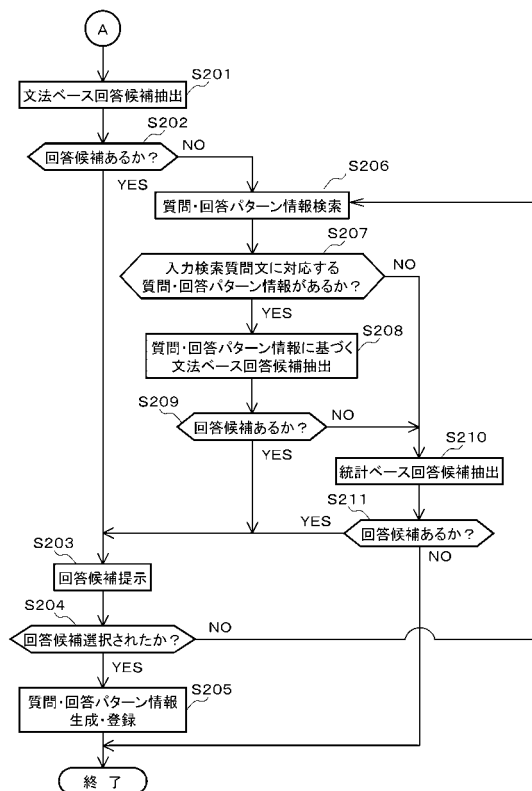 A
S201
文法ベース回答候補抽出
S202
回答候補あるか？
NO
YES
S206
質問・回答パターン情報検索
S207
入力検索質問文に対応する
質問・回答パターン情報があるか？
NO
YES
S208
質問・回答パターン情報に基づく
文法ベース回答候補抽出
S209
回答候補あるか？
NO
YES
S210
統計ベース回答候補抽出
S211
回答候補あるか？
YES
NO
S203
回答候補提示
S204
回答候補選択されたか？
NO
YES
S205
質問・回答パターン情報
生成・登録
終了